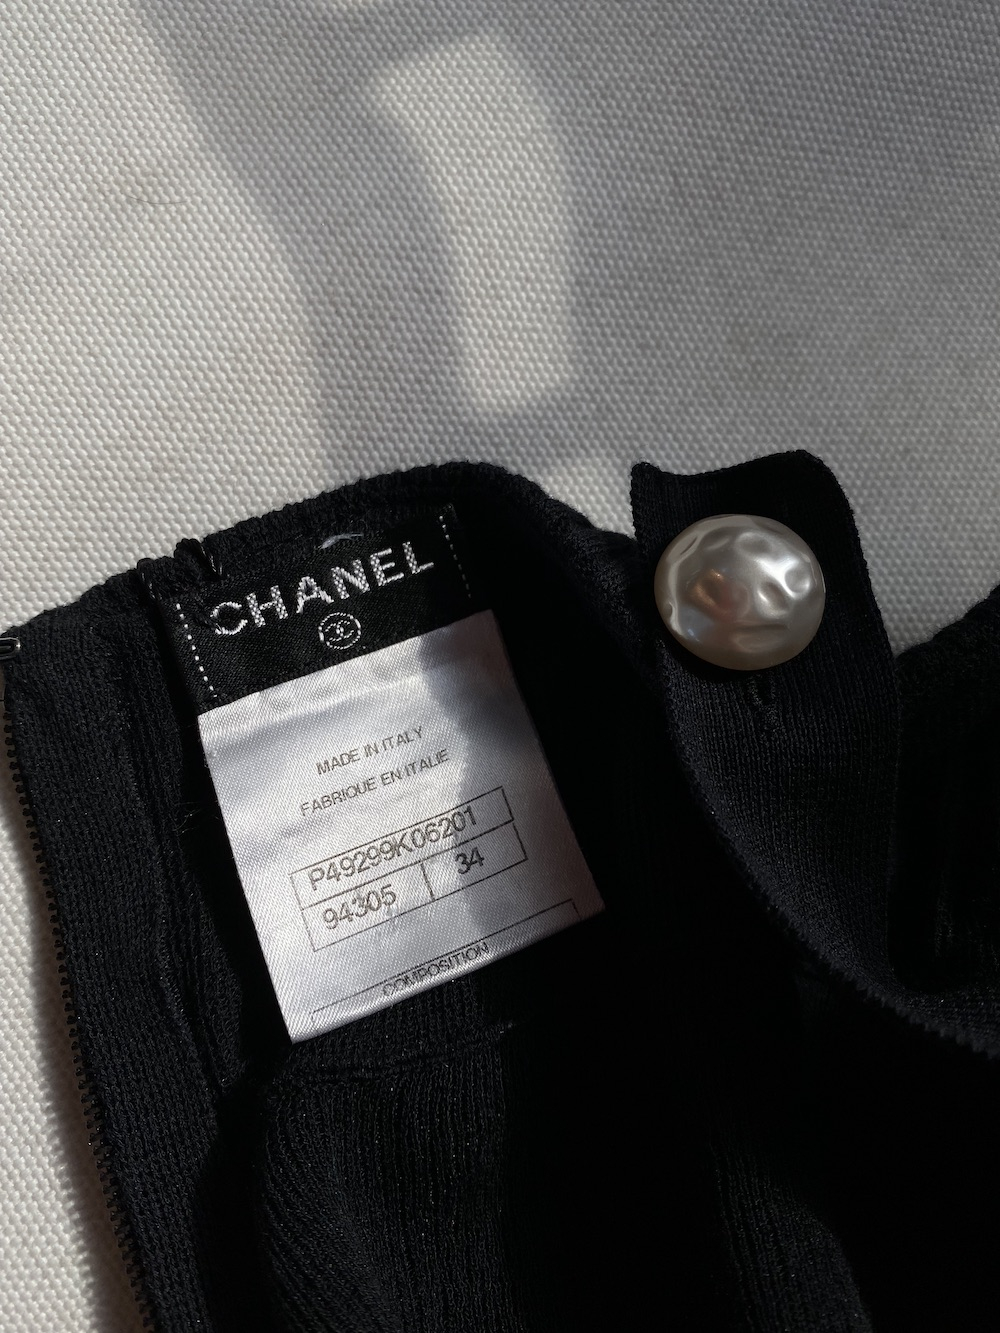 CHANEL
MADE IN ITALY
FABRIQUE EN ITALIE
P49299K06201
94305 34
COMPOSITION